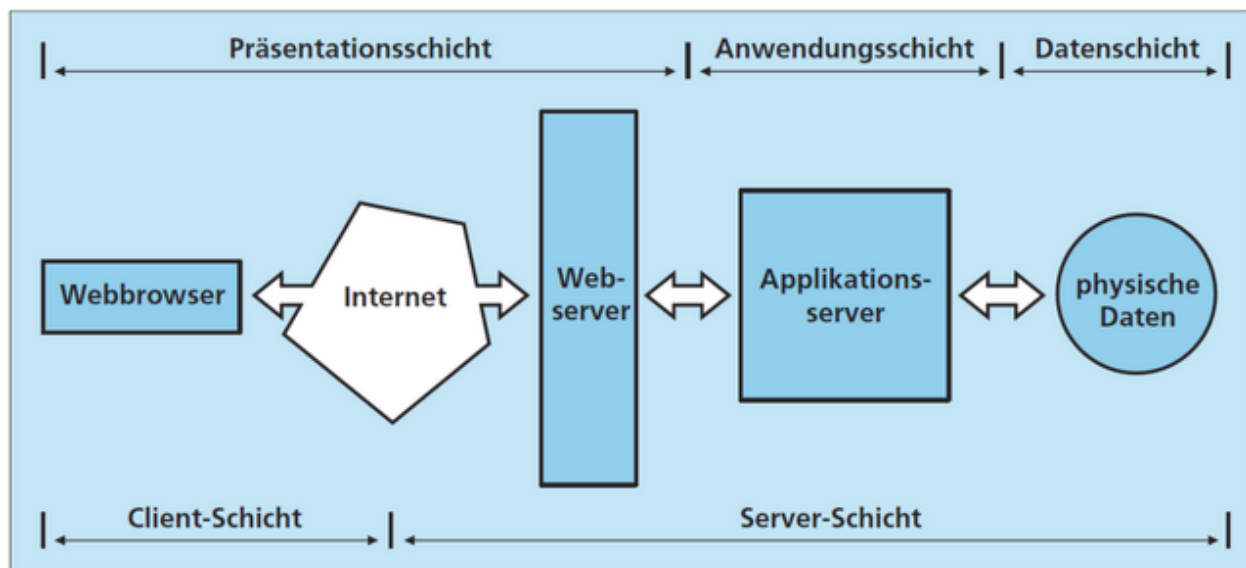 Präsentationsschicht
Anwendungsschicht
Datenschicht
Webbrowser
Internet
Web-
server
Applikations-
server
physische
Daten
Client-Schicht
Server-Schicht